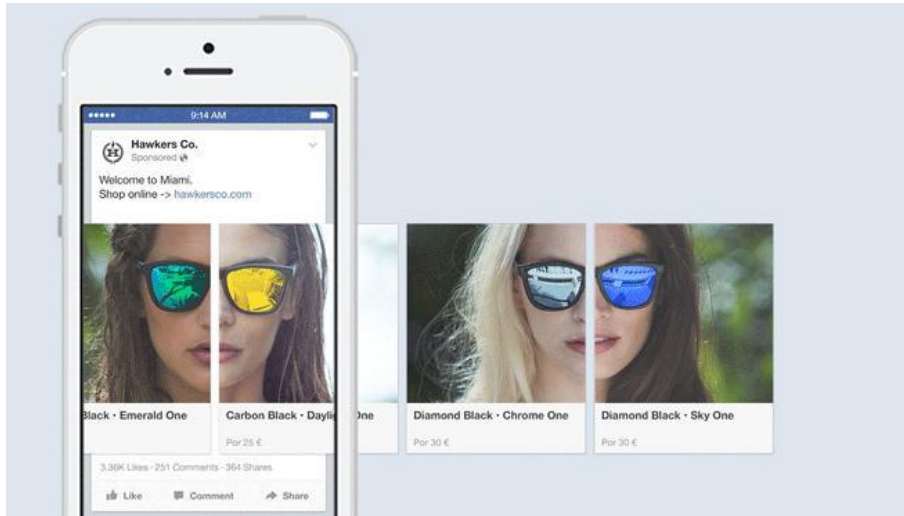 9:14 AM
Hawkers Co.
Sponsored
Welcome to Miami.
Shop online -> hawkersco.com
Black · Emerald One
Carbon Black · Daylight One
Por 25 €
Diamond Black · Chrome One
Por 30 €
Diamond Black · Sky One
Por 30 €
3.36K Likes · 251 Comments · 364 Shares
Like
Comment
Share